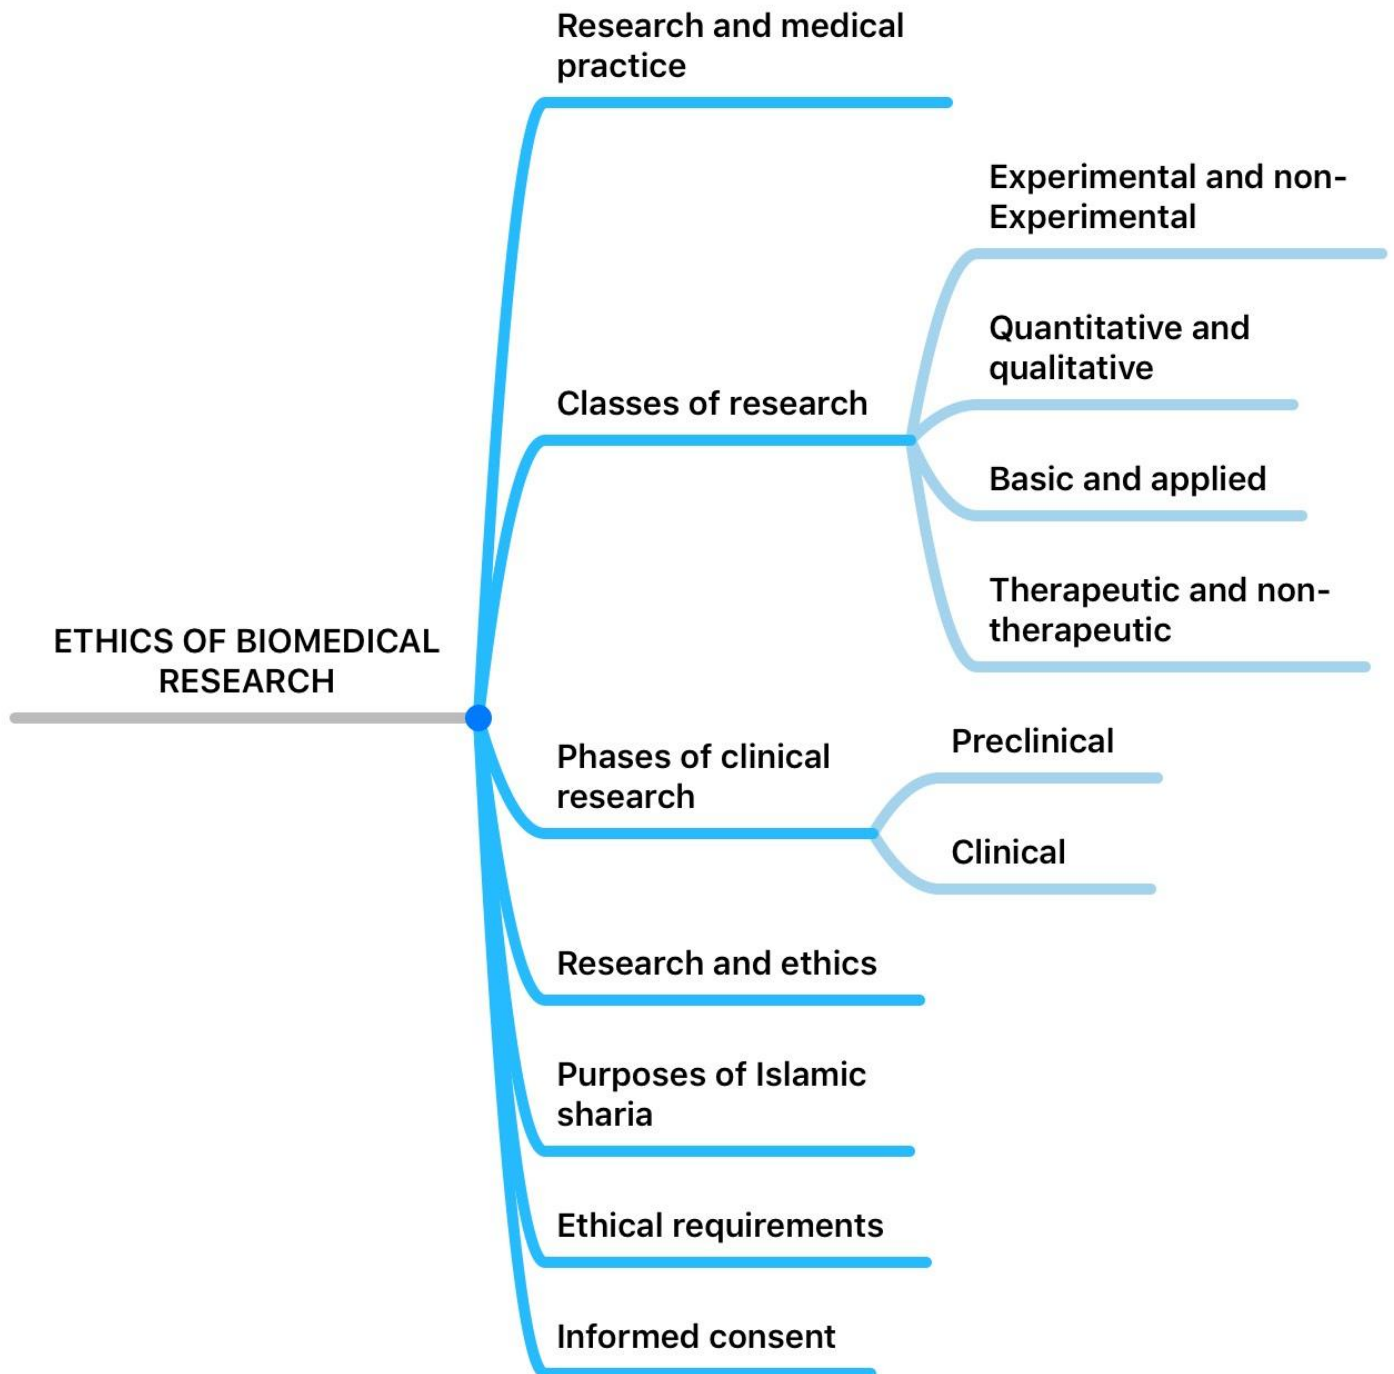 Research and medical
practice
Experimental and non-
Experimental
Quantitative and
qualitative
Classes of research
Basic and applied
Therapeutic and non-
therapeutic
ETHICS OF BIOMEDICAL
RESEARCH
Preclinical
Phases of clinical
research
Clinical
Research and ethics
Purposes of Islamic
sharia
Ethical requirements
Informed consent